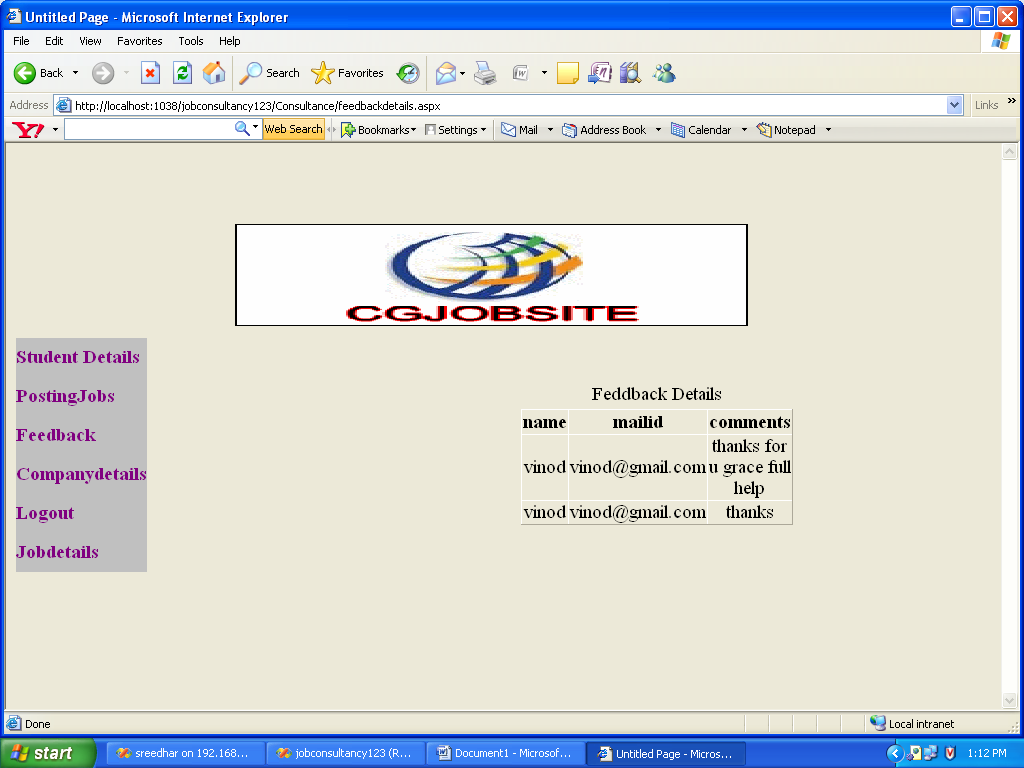 Untitled Page - Microsoft Internet Explorer
File Edit View Favorites Tools Help
Back Search Favorites
Address http://localhost:1038/jobconsultancy123/Consultance/feedbackdetails.aspx Links »
Y! Web Search Bookmarks Settings Mail Address Book Calendar Notepad
CGJOBSITE
Student Details
PostingJobs
Feedback
Companydetails
Logout
Jobdetails
Feddback Details
name mailid comments
vinod vinod@gmail.com thanks for
u grace full
help
vinod vinod@gmail.com thanks
Done Local intranet
start sreedhar on 192.168... jobconsultancy123 (R... Document1 - Microsof... Untitled Page - Micros... 1:12 PM